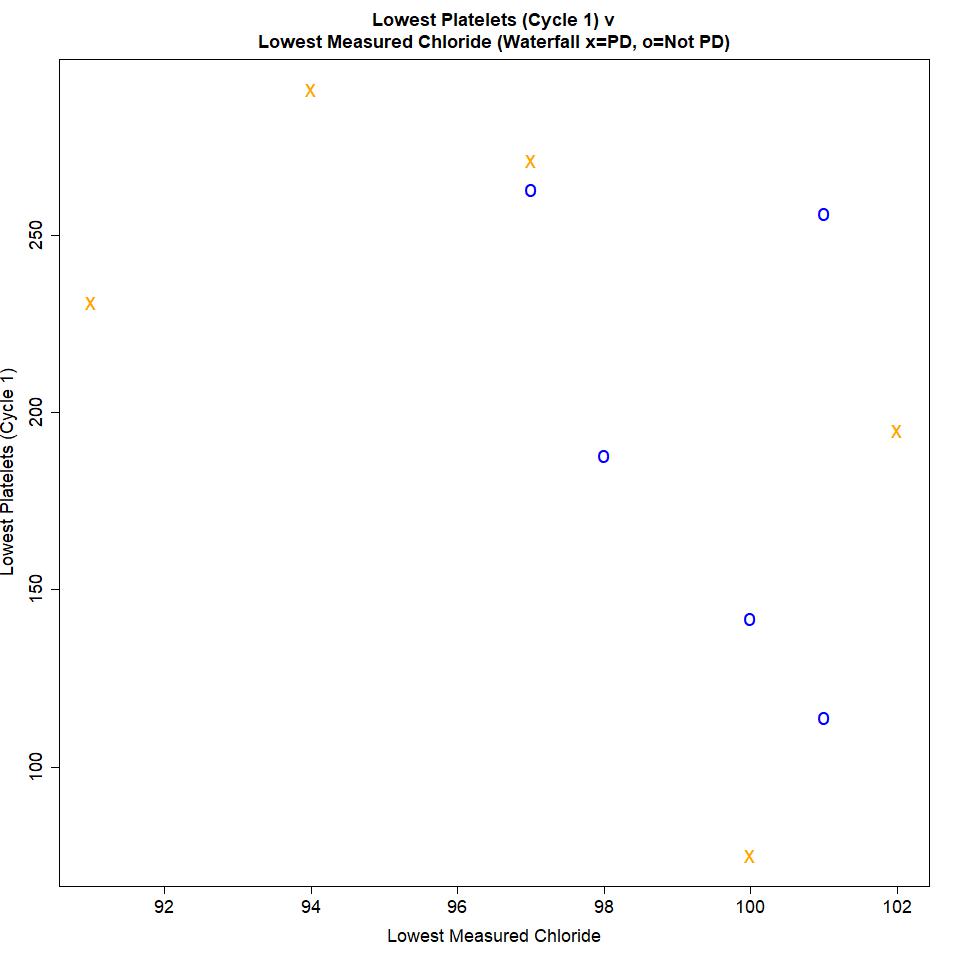 Lowest Platelets (Cycle 1) v
Lowest Measured Chloride (Waterfall x=PD, o=Not PD)
X
X
O
O
X
O
X
O
O
X
Lowest Platelets (Cycle 1)
250
200
150
100
92 94 96 98 100 102
Lowest Measured Chloride